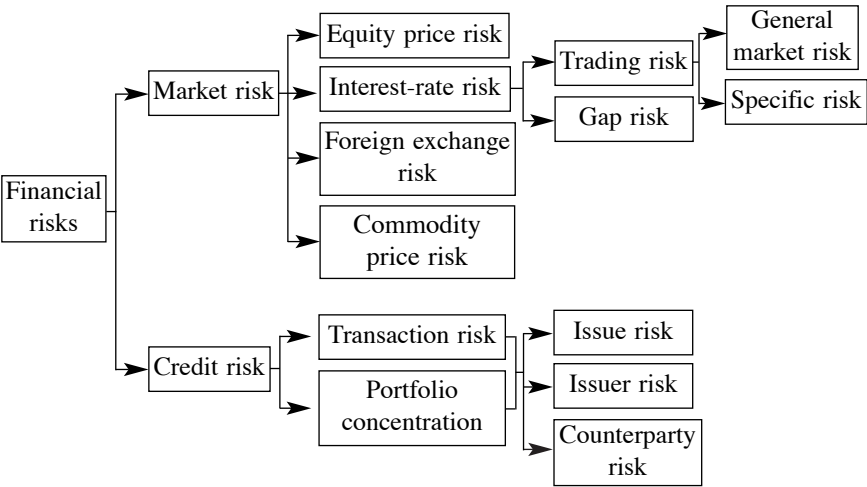 Financial
risks
Market risk
Credit risk
Equity price risk
Interest-rate risk
Foreign exchange
risk
Commodity
price risk
Trading risk
Gap risk
General
market risk
Specific risk
Transaction risk
Portfolio
concentration
Issue risk
Issuer risk
Counterparty
risk